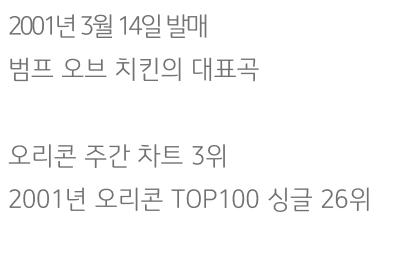 2001년 3월 14일 발매
범프 오브 치킨의 대표곡
오리콘 주간 차트 3위
2001년 오리콘 TOP100 싱글 26위